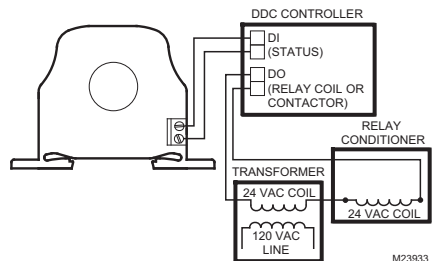 DDC CONTROLLER
DI
(STATUS)
DO
(RELAY COIL OR
CONTACTOR)
RELAY
CONDITIONER
TRANSFORMER
24 VAC COIL
24 VAC COIL
120 VAC
LINE
M23933